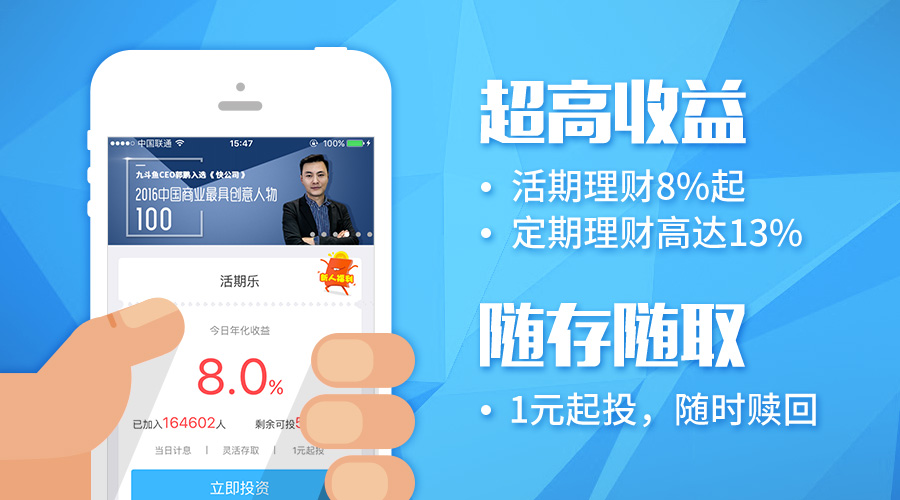 中国联通
15:47
100%
九斗鱼CEO郭鹏入选《快公司》
2016中国商业最具创意人物
100
活期乐
新人福利
今日年化收益
8.0%
已加入164602人
剩余可投5
当日计息 | 灵活存取 | 1元起投
立即投资
超高收益
• 活期理财8%起
• 定期理财高达13%
随存随取
• 1元起投，随时赎回